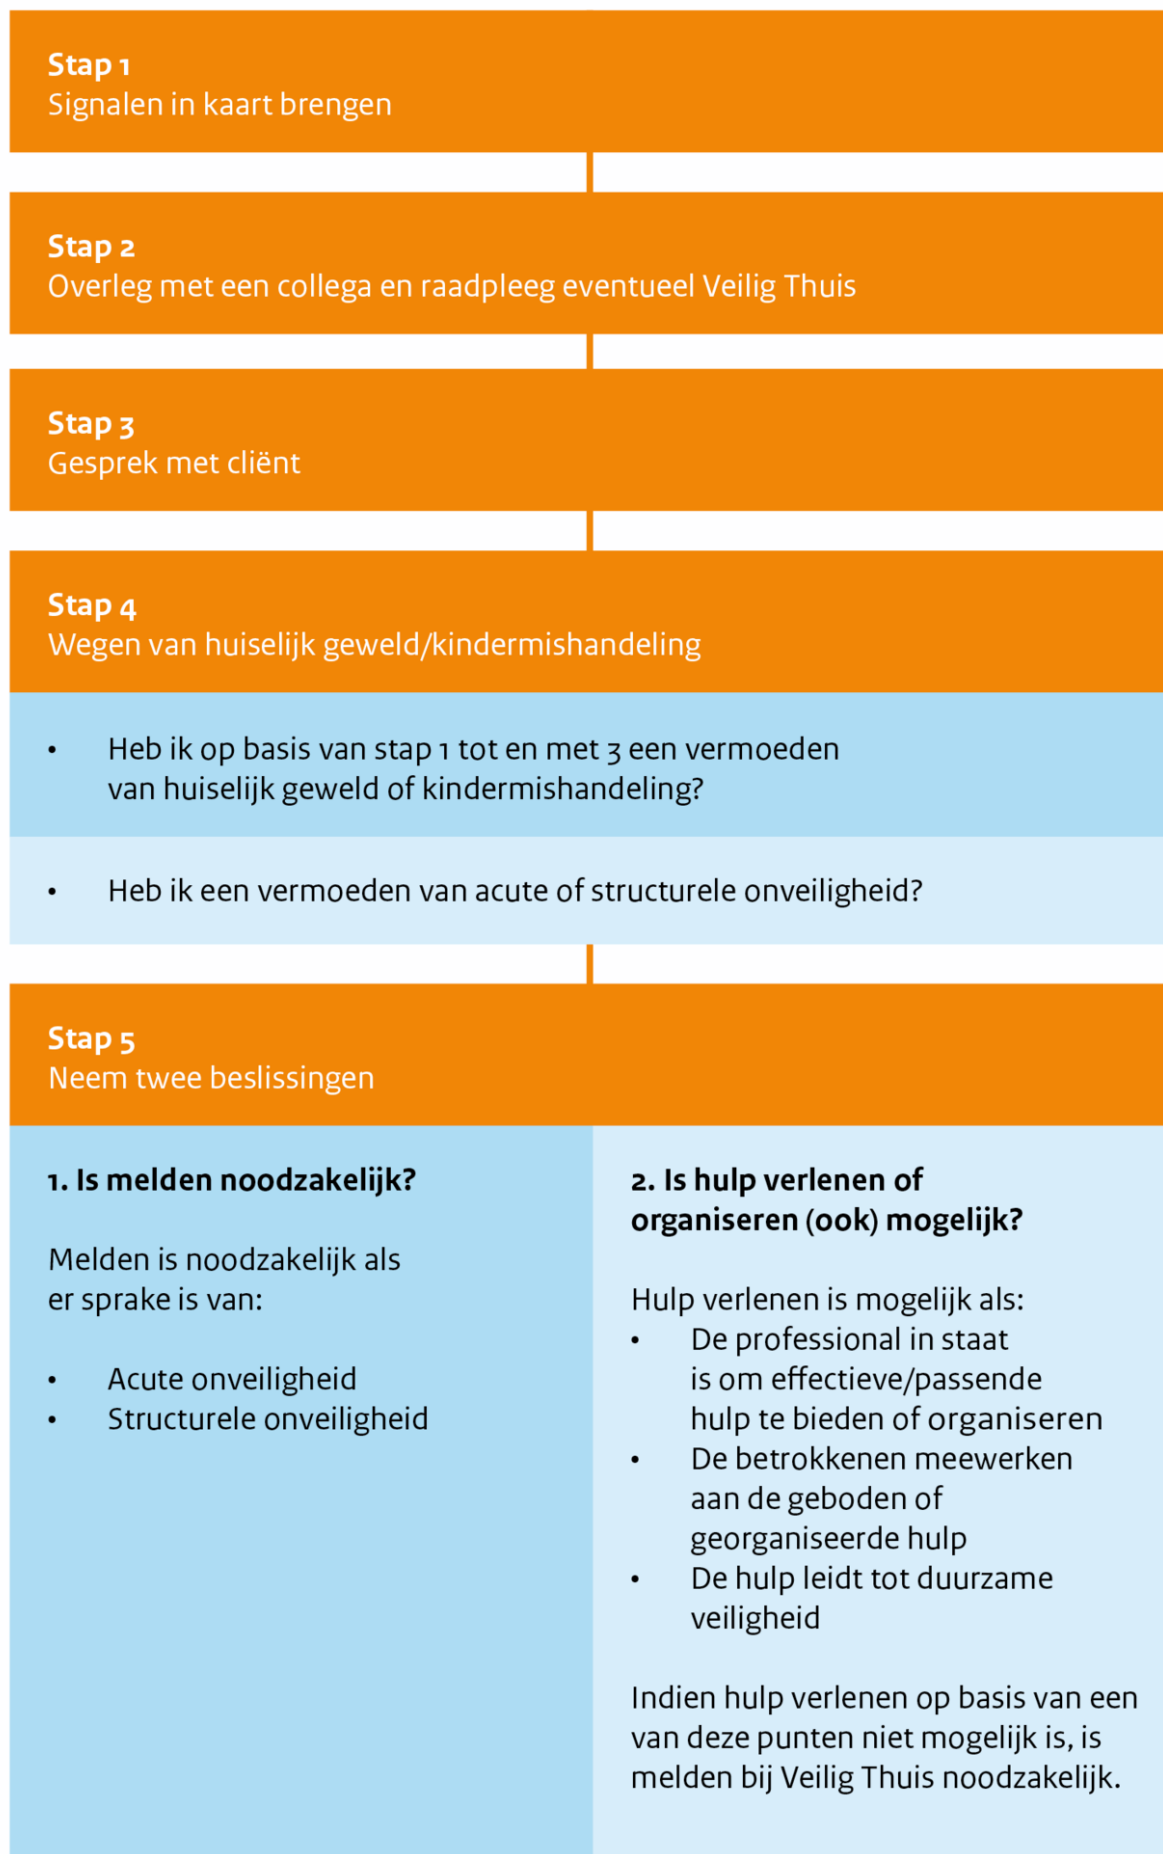 Stap 1
Signalen in kaart brengen
Stap 2
Overleg met een collega en raadpleeg eventueel Veilig Thuis
Stap 3
Gesprek met cliënt
Stap 4
Wegen van huiselijk geweld/kindermishandeling
• Heb ik op basis van stap 1 tot en met 3 een vermoeden
van huiselijk geweld of kindermishandeling?
• Heb ik een vermoeden van acute of structurele onveiligheid?
Stap 5
Neem twee beslissingen
1. Is melden noodzakelijk?
Melden is noodzakelijk als
er sprake is van:
• Acute onveiligheid
• Structurele onveiligheid
2. Is hulp verlenen of
organiseren (ook) mogelijk?
Hulp verlenen is mogelijk als:
• De professional in staat
is om effectieve/passende
hulp te bieden of organiseren
• De betrokkenen meewerken
aan de geboden of
georganiseerde hulp
• De hulp leidt tot duurzame
veiligheid
Indien hulp verlenen op basis van een
van deze punten niet mogelijk is, is
melden bij Veilig Thuis noodzakelijk.